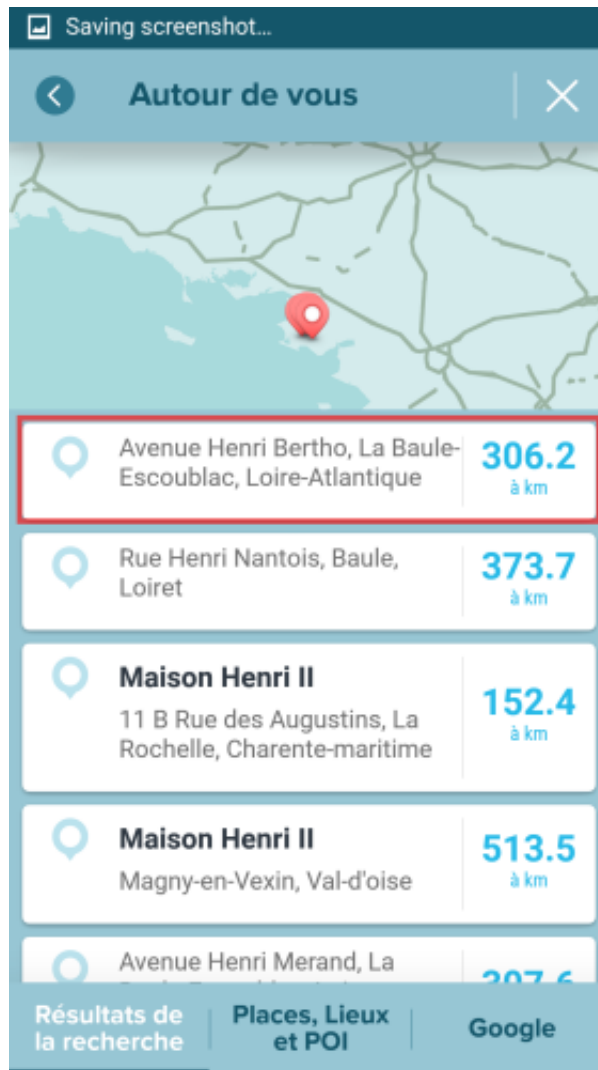 Saving screenshot...
Autour de vous
Avenue Henri Bertho, La Baule-
Escoublac, Loire-Atlantique
306.2
à km
Rue Henri Nantois, Baule,
Loiret
373.7
à km
Maison Henri II
11 B Rue des Augustins, La
Rochelle, Charente-maritime
152.4
à km
Maison Henri II
Magny-en-Vexin, Val-d'oise
513.5
à km
Avenue Henri Merand, La
Résultats de
la recherche
Places, Lieux
et POI
Google